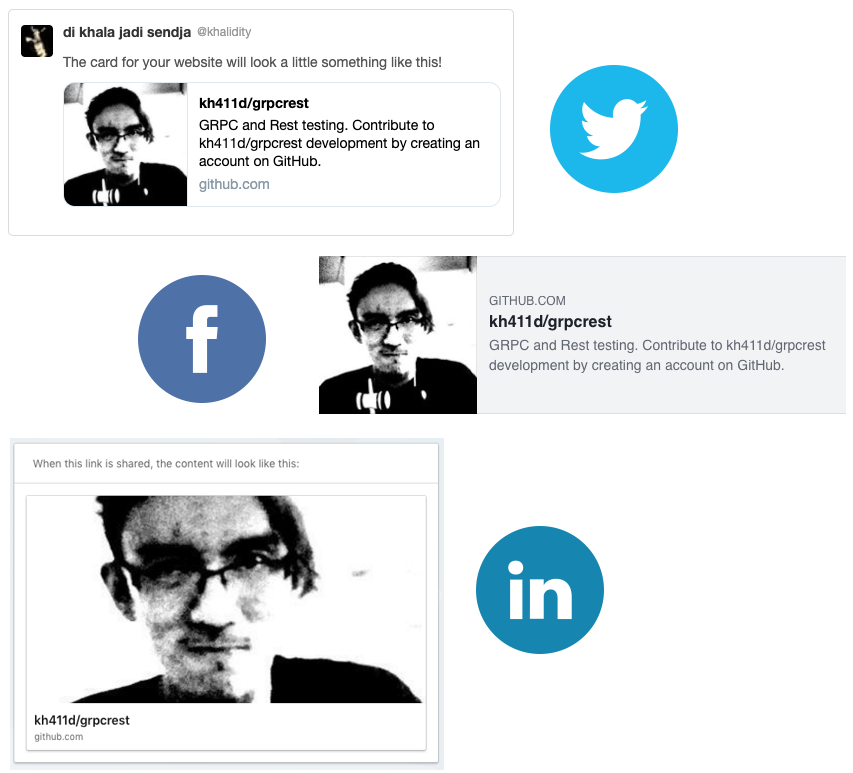 di khala jadi sendja @khalidity
The card for your website will look a little something like this!
kh411d/grpcrest
GRPC and Rest testing. Contribute to
kh411d/grpcrest development by creating an
account on GitHub.
github.com
f
GITHUB.COM
kh411d/grpcrest
GRPC and Rest testing. Contribute to kh411d/grpcrest
development by creating an account on GitHub.
When this link is shared, the content will look like this:
kh411d/grpcrest
github.com
in